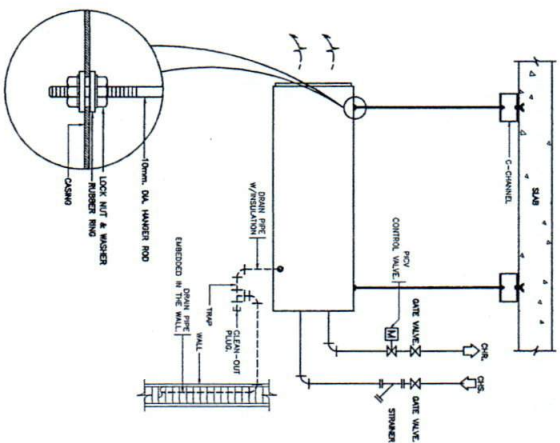 SLAB
C-CHANNEL
PICV
CONTROL VALVE.
GATE VALVE.
CHR.
CHS.
GATE VALVE.
STRAINER
DRAIN PIPE
W/INSULATION
CLEAN-OUT
PLUG.
TRAP
WALL
DRAIN PIPE
EMBEDDED IN
THE WALL.
10mm. DIA. HANGER ROD
LOCK NUT & WASHER
RUBBER RING
CASING
M